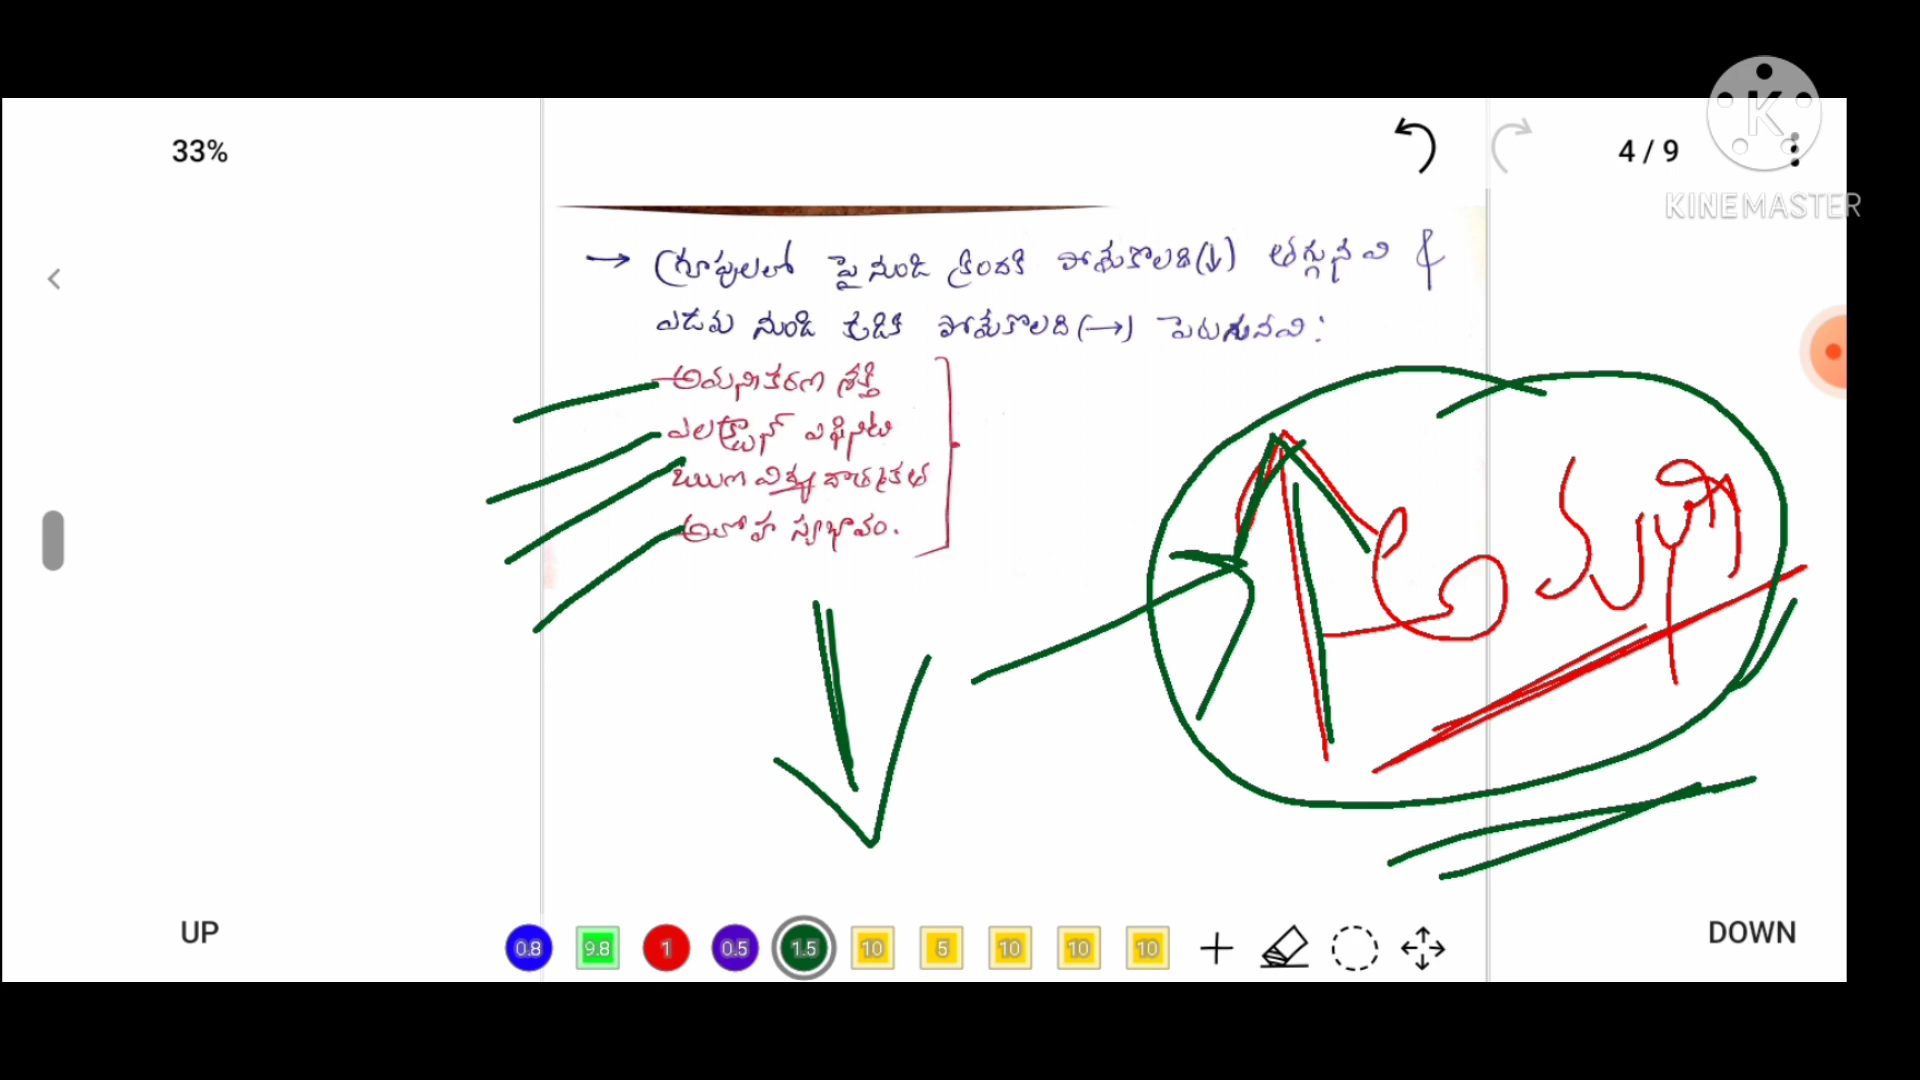 33%
4 / 9
KINEMASTER
→ గ్రూపులలో పై నుండి క్రిందకి పోయేకొలది(↓) తగ్గునవి &
ఎడమ నుండి కుడికి పోయేకొలది(→) పెరుగునవి:
అయనీకరణ శక్తి
ఎలక్ట్రాన్ ఎఫినిటి
ఋణ విద్యుదాత్మకత
అలోహ స్వభావం.
UP
DOWN
0.8 9.8 1 0.5 1.5 10 5 10 10 10